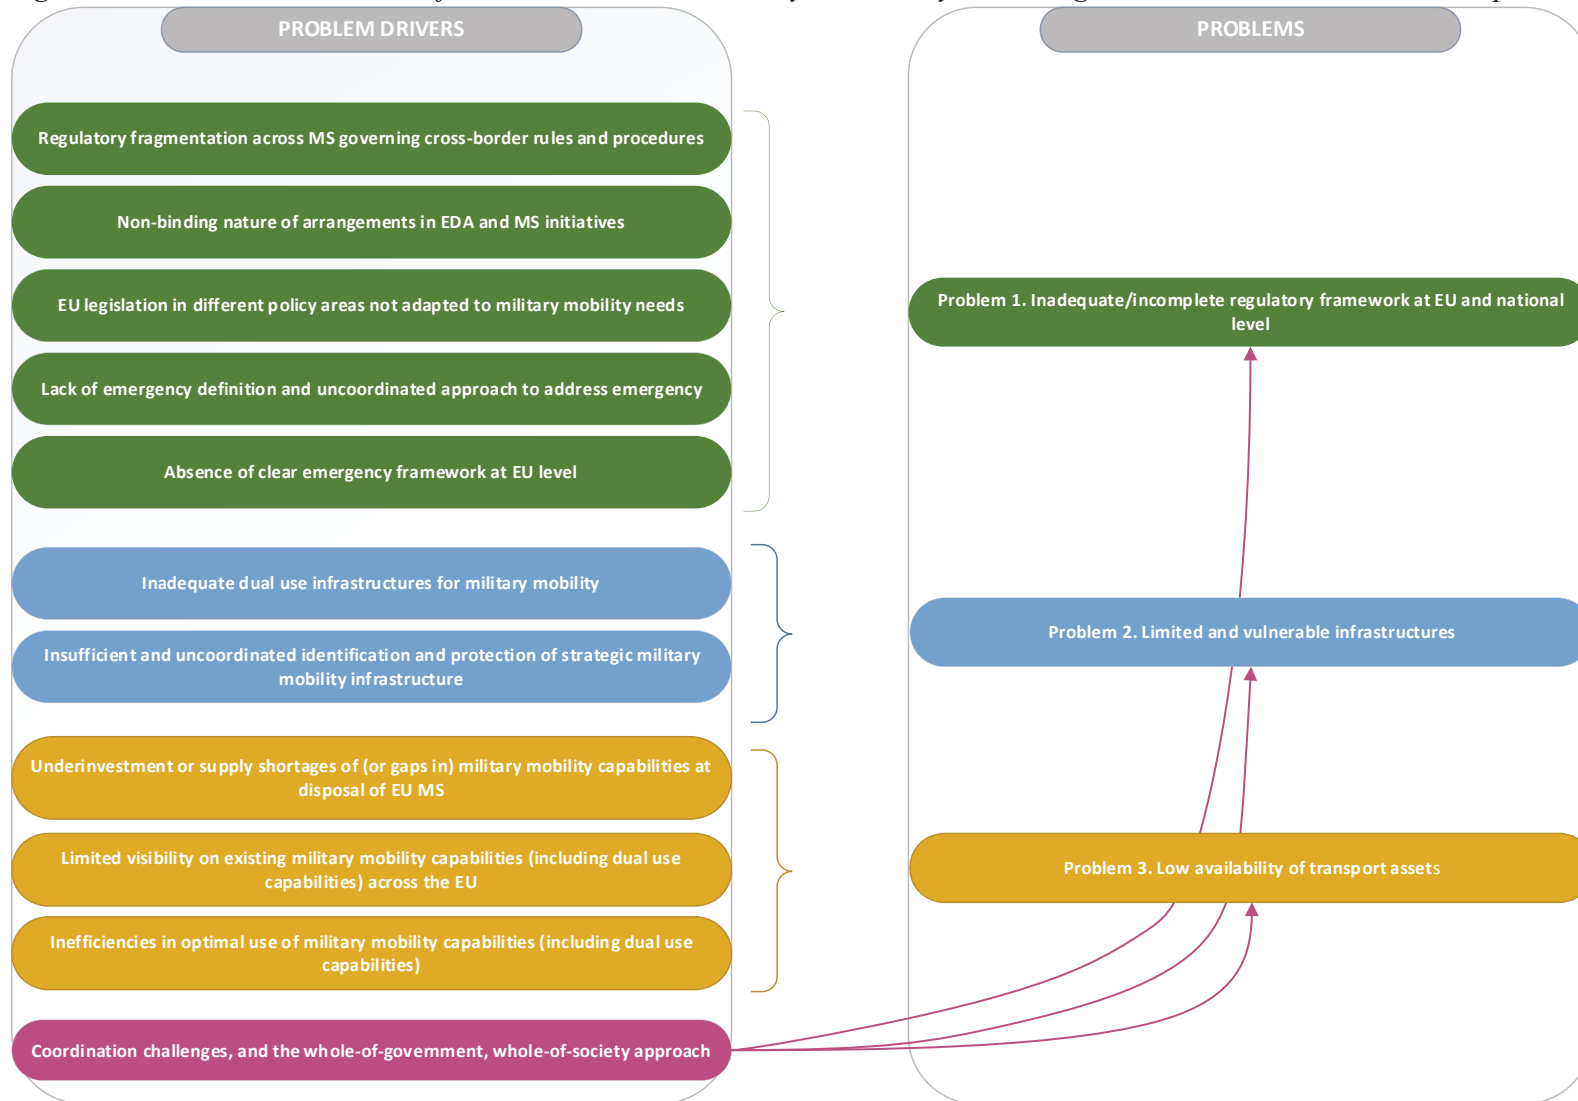 PROBLEM DRIVERS
Regulatory fragmentation across MS governing cross-border rules and procedures
Non-binding nature of arrangements in EDA and MS initiatives
EU legislation in different policy areas not adapted to military mobility needs
Lack of emergency definition and uncoordinated approach to address emergency
Absence of clear emergency framework at EU level
Inadequate dual use infrastructures for military mobility
Insufficient and uncoordinated identification and protection of strategic military
mobility infrastructure
Underinvestment or supply shortages of (or gaps in) military mobility capabilities at
disposal of EU MS
Limited visibility on existing military mobility capabilities (including dual use
capabilities) across the EU
Inefficiencies in optimal use of military mobility capabilities (including dual use
capabilities)
Coordination challenges, and the whole-of-government, whole-of-society approach
PROBLEMS
Problem 1. Inadequate/incomplete regulatory framework at EU and national
level
Problem 2. Limited and vulnerable infrastructures
Problem 3. Low availability of transport assets